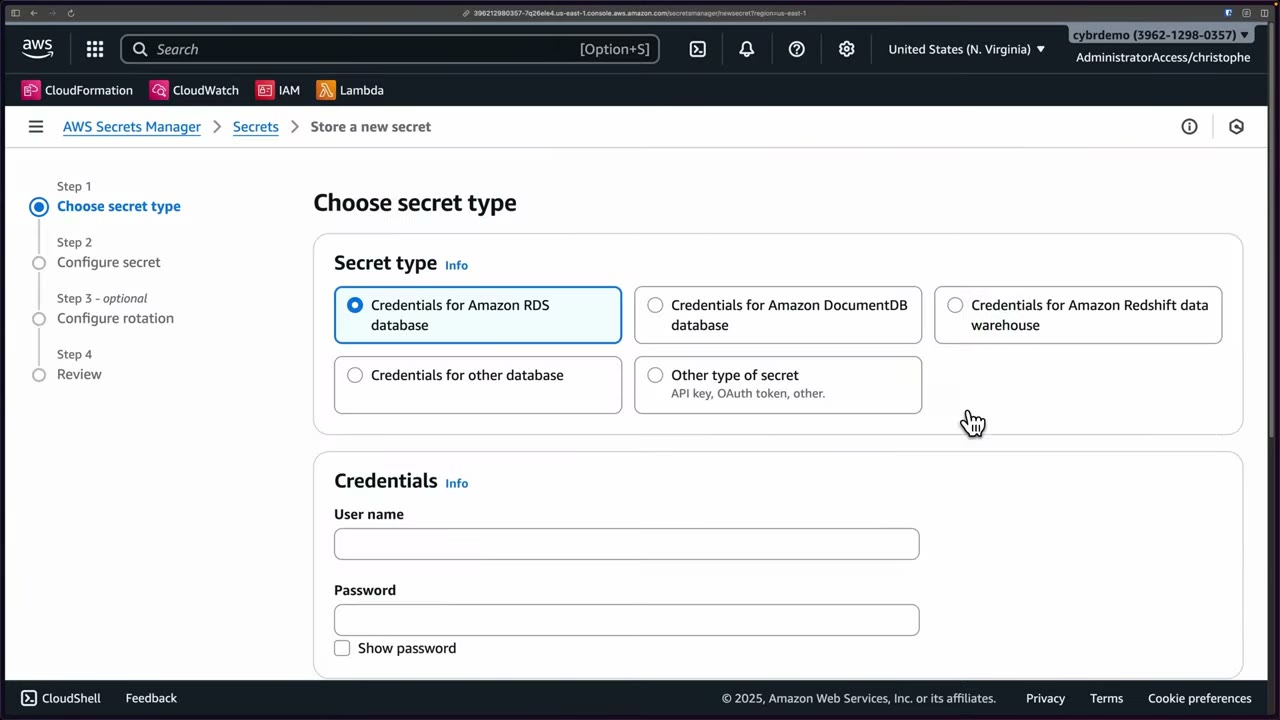 396212980357-7q26ele4.us-east-1.console.aws.amazon.com/secretsmanager/newsecret?region=us-east-1
aws
Search
[Option+S]
United States (N. Virginia)
cybrdemo (3962-1298-0357)
AdministratorAccess/christophe
CloudFormation
CloudWatch
IAM
Lambda
AWS Secrets Manager
Secrets
Store a new secret
Step 1
Choose secret type
Step 2
Configure secret
Step 3 - optional
Configure rotation
Step 4
Review
Choose secret type
Secret type Info
Credentials for Amazon RDS
database
Credentials for Amazon DocumentDB
database
Credentials for Amazon Redshift data
warehouse
Credentials for other database
Other type of secret
API key, OAuth token, other.
Credentials Info
User name
Password
Show password
CloudShell
Feedback
© 2025, Amazon Web Services, Inc. or its affiliates.
Privacy
Terms
Cookie preferences